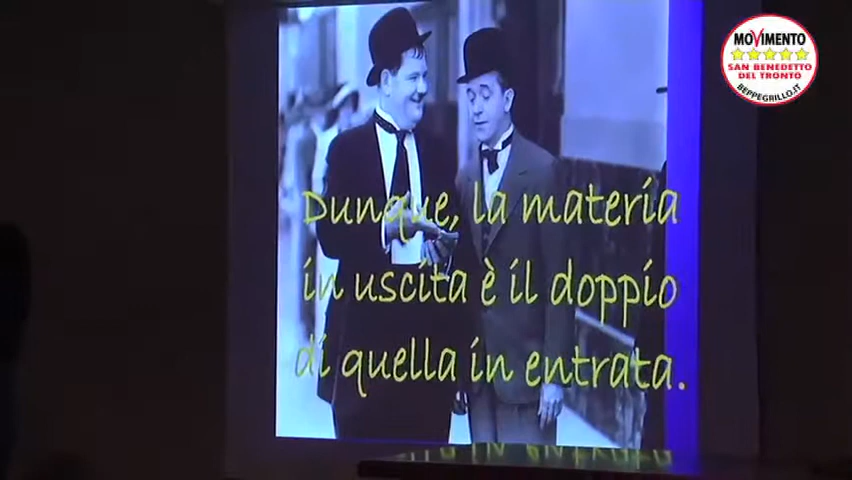 MOVIMENTO
SAN BENEDETTO
DEL TRONTO
BEPPEGRILLO.IT
Dunque, la materia
in uscita è il doppio
di quella in entrata.